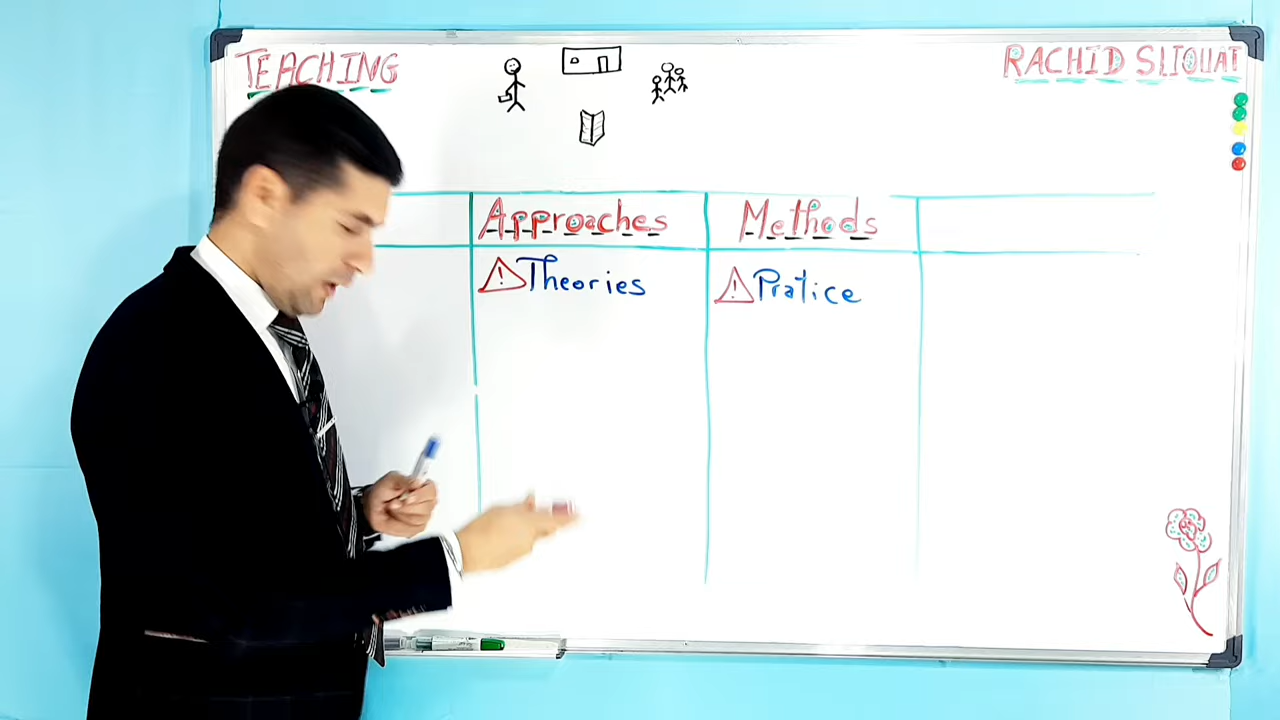 TEACHING
RACHID SLIOUAT
Approaches
Methods
Theories
Pratice